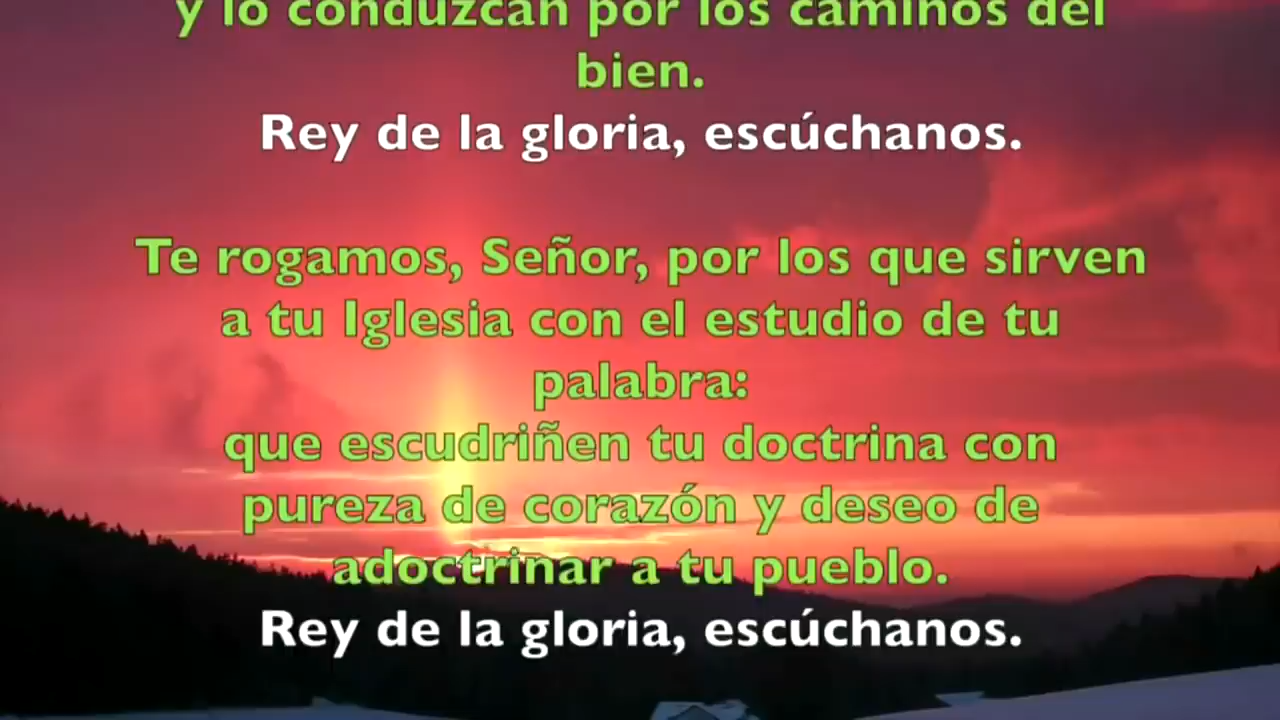 y lo conduzcan por los caminos del
bien.
Rey de la gloria, escúchanos.
Te rogamos, Señor, por los que sirven
a tu Iglesia con el estudio de tu
palabra:
que escudriñen tu doctrina con
pureza de corazón y deseo de
adoctrinar a tu pueblo.
Rey de la gloria, escúchanos.